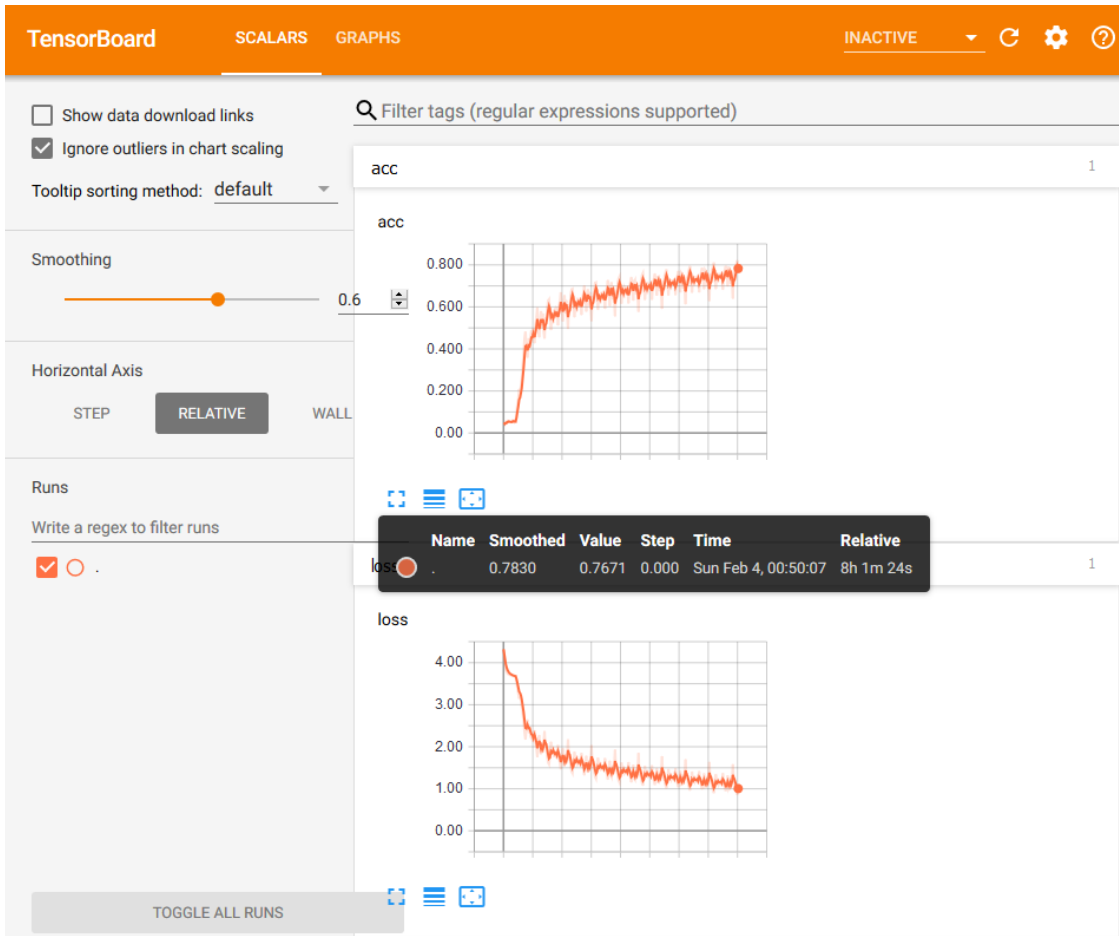 TensorBoard SCALARS GRAPHS INACTIVE
Show data download links
Ignore outliers in chart scaling
Tooltip sorting method: default
Smoothing
0.6
Horizontal Axis
STEP RELATIVE WALL
Runs
Write a regex to filter runs
.
TOGGLE ALL RUNS
Filter tags (regular expressions supported)
acc 1
acc
0.800
0.600
0.400
0.200
0.00
Name Smoothed Value Step Time Relative
. 0.7830 0.7671 0.000 Sun Feb 4, 00:50:07 8h 1m 24s
loss 1
loss
4.00
3.00
2.00
1.00
0.00